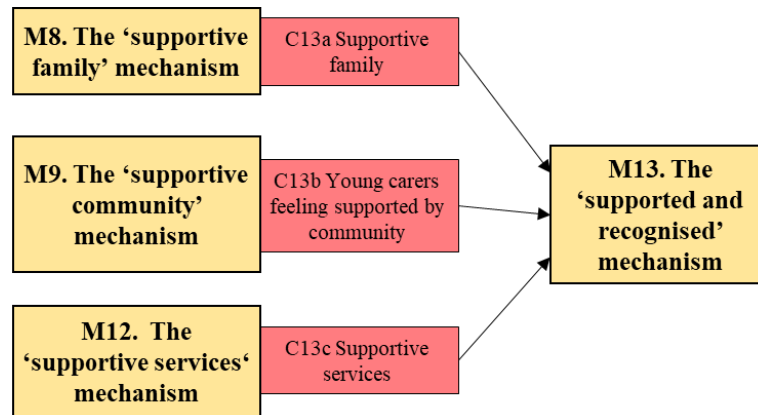 M8. The ‘supportive
family’ mechanism
C13a Supportive
family
M9. The ‘supportive
community’
mechanism
C13b Young carers
feeling supported by
community
M13. The
‘supported and
recognised’
mechanism
M12.  The
‘supportive services‘
mechanism
C13c Supportive
services